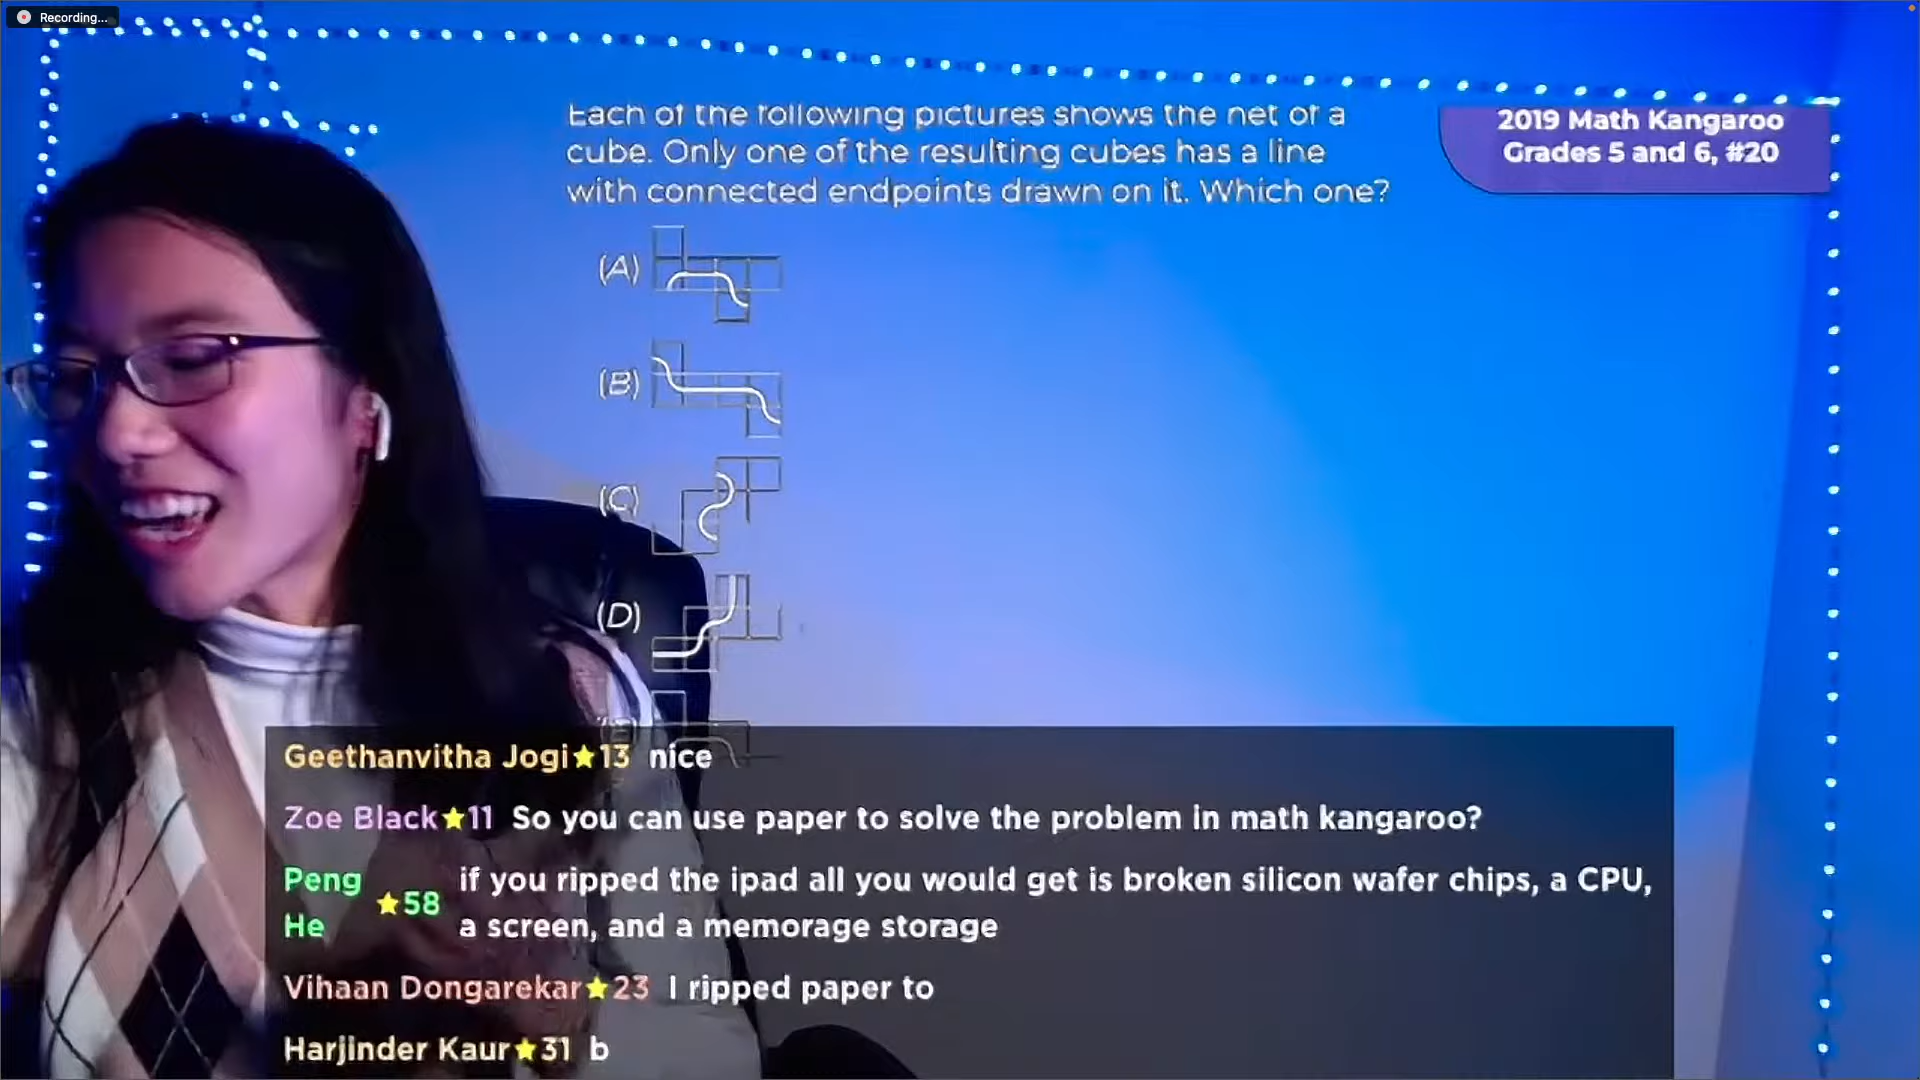 Recording...
Each of the following pictures shows the net of a
cube. Only one of the resulting cubes has a line
with connected endpoints drawn on it. Which one?
2019 Math Kangaroo
Grades 5 and 6, #20
(A)
(B)
(C)
(D)
Geethanvitha Jogi★13 nice
Zoe Black★11 So you can use paper to solve the problem in math kangaroo?
Peng He ★58 if you ripped the ipad all you would get is broken silicon wafer chips, a CPU,
a screen, and a memorage storage
Vihaan Dongarekar★23 I ripped paper to
Harjinder Kaur★31 b